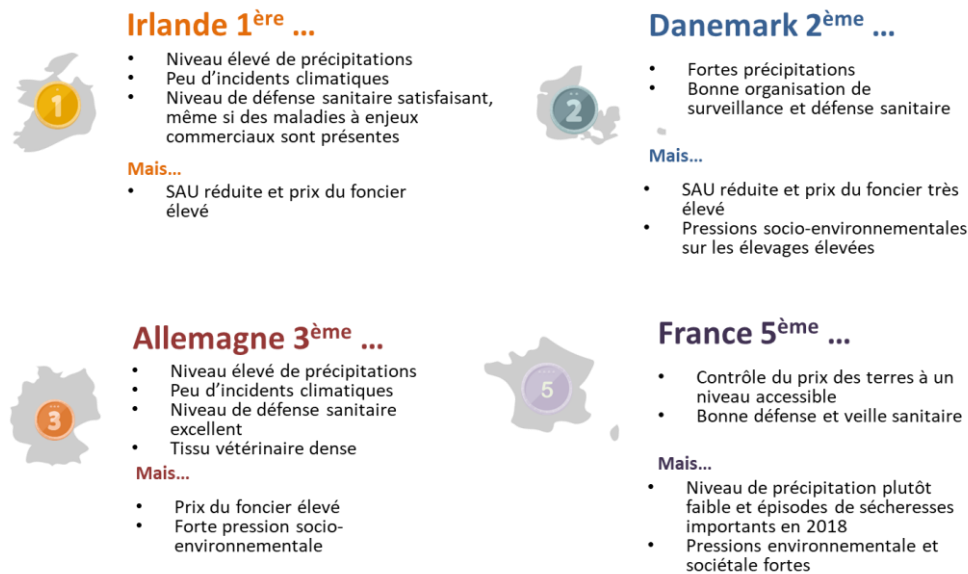 Irlande 1ère ...
• Niveau élevé de précipitations
• Peu d'incidents climatiques
• Niveau de défense sanitaire satisfaisant,
même si des maladies à enjeux
commerciaux sont présentes
1
Mais...
• SAU réduite et prix du foncier
élevé
Danemark 2ème ...
• Fortes précipitations
• Bonne organisation de
surveillance et défense sanitaire
2
Mais...
• SAU réduite et prix du foncier très
élevé
• Pressions socio-environnementales
sur les élevages élevées
Allemagne 3ème ...
• Niveau élevé de précipitations
• Peu d'incidents climatiques
• Niveau de défense sanitaire
excellent
• Tissu vétérinaire dense
3
Mais...
• Prix du foncier élevé
• Forte pression socio-
environnementale
France 5ème ...
• Contrôle du prix des terres à un
niveau accessible
• Bonne défense et veille sanitaire
5
Mais...
• Niveau de précipitation plutôt
faible et épisodes de sécheresses
importants en 2018
• Pressions environnementale et
sociétale fortes